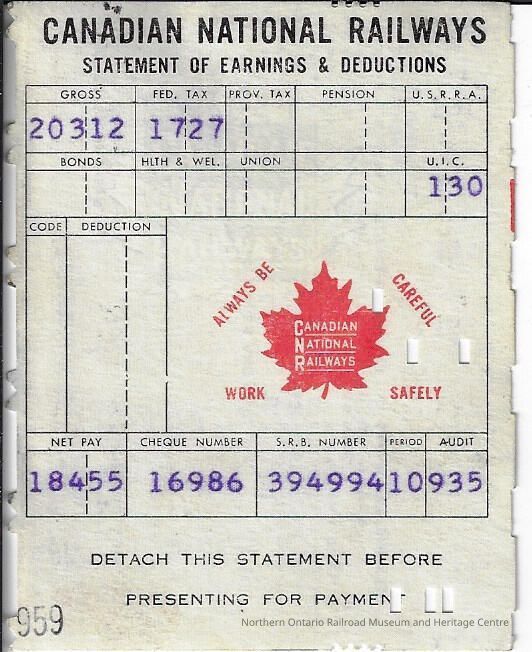 CANADIAN NATIONAL RAILWAYS
STATEMENT OF EARNINGS & DEDUCTIONS
GROSS FED. TAX PROV. TAX PENSION U.S.R.R.A.
20312 1727
BONDS HLTH & WEL. UNION U.I.C.
130
CODE DEDUCTION
ALWAYS BE CAREFUL
CANADIAN
NATIONAL
RAILWAYS
WORK SAFELY
NET PAY CHEQUE NUMBER S.R.B. NUMBER PERIOD AUDIT
18455 16986 394994 10 935
DETACH THIS STATEMENT BEFORE
PRESENTING FOR PAYMENT
959
Northern Ontario Railroad Museum and Heritage Centre